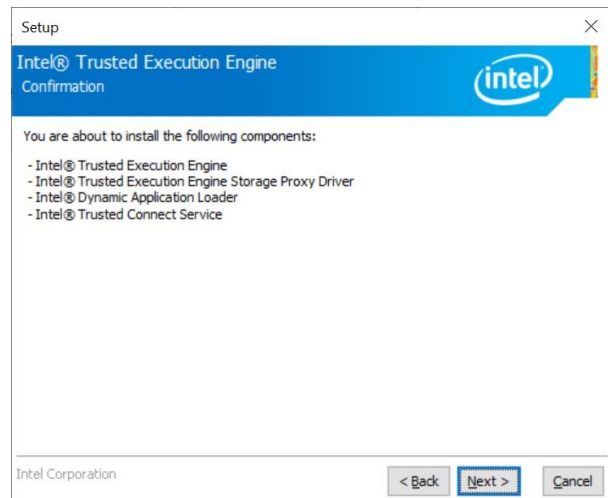 Setup
Intel® Trusted Execution Engine
Confirmation
intel
You are about to install the following components:
- Intel® Trusted Execution Engine
- Intel® Trusted Execution Engine Storage Proxy Driver
- Intel® Dynamic Application Loader
- Intel® Trusted Connect Service
Intel Corporation
< Back Next > Cancel